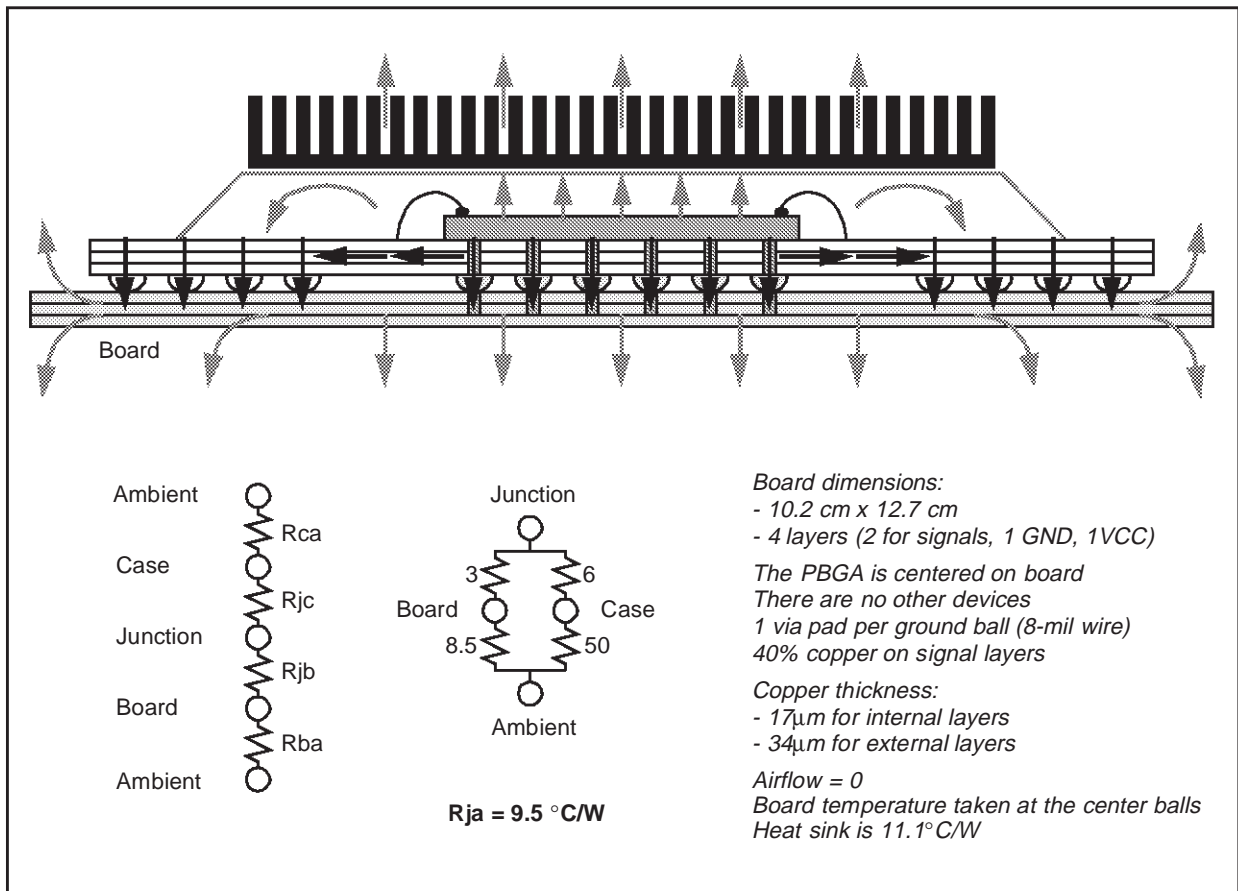 Board
Ambient
Rca
Case
Rjc
Junction
Rjb
Board
Rba
Ambient
Junction
3
6
Board
Case
8.5
50
Ambient
Rja = 9.5 °C/W
Board dimensions:
- 10.2 cm x 12.7 cm
- 4 layers (2 for signals, 1 GND, 1VCC)
The PBGA is centered on board
There are no other devices
1 via pad per ground ball (8-mil wire)
40% copper on signal layers
Copper thickness:
- 17µm for internal layers
- 34µm for external layers
Airflow = 0
Board temperature taken at the center balls
Heat sink is 11.1°C/W